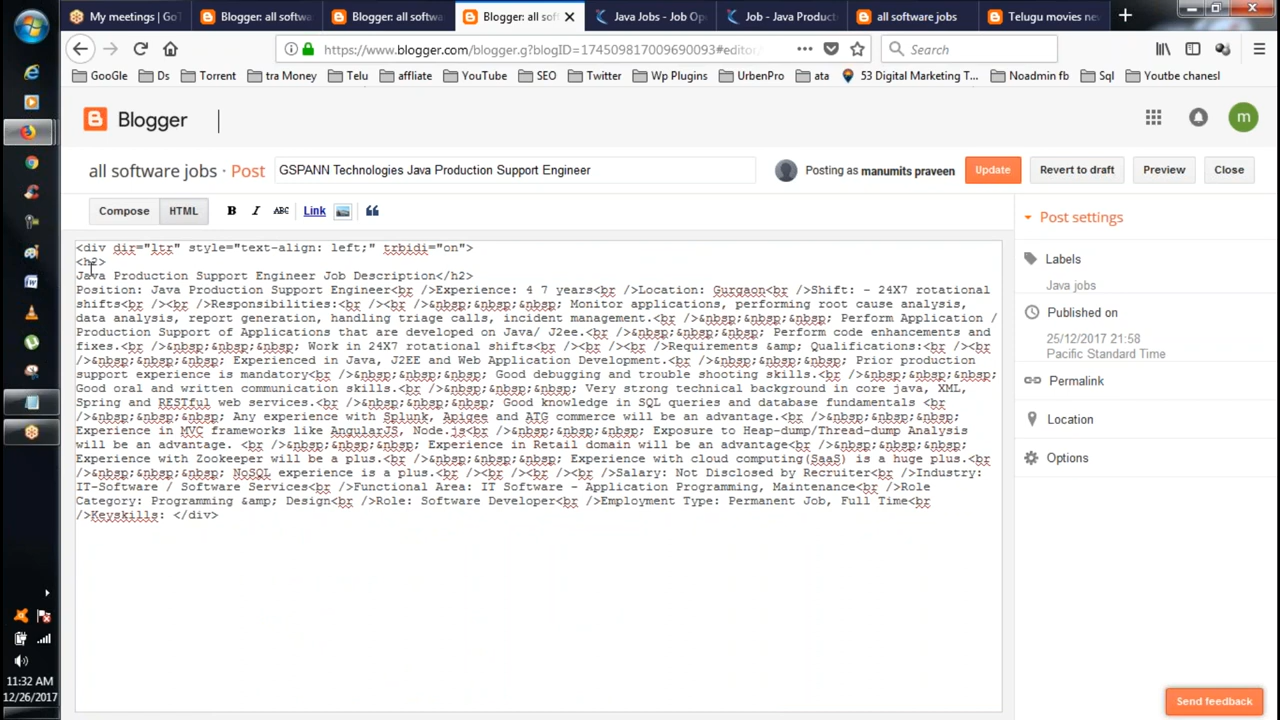 My meetings | GoT
Blogger: all softwa
Blogger: all softwa
Blogger: all sof
Java Jobs - Job Op
Job - Java Product
all software jobs
Telugu movies ne
https://www.blogger.com/blogger.g?blogID=174509817009690093#editor
Search
GooGle
Ds
Torrent
tra Money
Telu
affliate
YouTube
SEO
Twitter
Wp Plugins
UrbenPro
ata
53 Digital Marketing T...
Noadmin fb
Sql
Youtbe chanesl
Blogger
m
all software jobs · Post
GSPANN Technologies Java Production Support Engineer
Posting as manumits praveen
Update
Revert to draft
Preview
Close
Compose
HTML
B
I
ABC
Link
Post settings
Labels
Java jobs
Published on
25/12/2017 21:58
Pacific Standard Time
Permalink
Location
Options
<div dir="ltr" style="text-align: left;" trbidi="on">
<h2>
Java Production Support Engineer Job Description</h2>
Position: Java Production Support Engineer<br />Experience: 4 7 years<br />Location: Gurgaon<br />Shift: - 24X7 rotational
shifts<br /><br />Responsibilities:<br /><br />&nbsp;&nbsp;&nbsp; Monitor applications, performing root cause analysis,
data analysis, report generation, handling triage calls, incident management.<br />&nbsp;&nbsp;&nbsp; Perform Application /
Production Support of Applications that are developed on Java/ J2ee.<br />&nbsp;&nbsp;&nbsp; Perform code enhancements and
fixes.<br />&nbsp;&nbsp;&nbsp; Work in 24X7 rotational shifts<br /><br /><br />Requirements &amp; Qualifications:<br /><br
/>&nbsp;&nbsp;&nbsp; Experienced in Java, J2EE and Web Application Development.<br />&nbsp;&nbsp;&nbsp; Prior production
support experience is mandatory<br />&nbsp;&nbsp;&nbsp; Good debugging and trouble shooting skills.<br />&nbsp;&nbsp;&nbsp;
Good oral and written communication skills.<br />&nbsp;&nbsp;&nbsp; Very strong technical background in core java, XML,
Spring and RESTful web services.<br />&nbsp;&nbsp;&nbsp; Good knowledge in SQL queries and database fundamentals <br
/>&nbsp;&nbsp;&nbsp; Any experience with Splunk, Apigee and ATG commerce will be an advantage.<br />&nbsp;&nbsp;&nbsp;
Experience in MVC frameworks like AngularJS, Node.js<br />&nbsp;&nbsp;&nbsp; Exposure to Heap-dump/Thread-dump Analysis
will be an advantage. <br />&nbsp;&nbsp;&nbsp; Experience in Retail domain will be an advantage<br />&nbsp;&nbsp;&nbsp;
Experience with Zookeeper will be a plus.<br />&nbsp;&nbsp;&nbsp; Experience with cloud computing(SaaS) is a huge plus.<br
/>&nbsp;&nbsp;&nbsp; NoSQL experience is a plus.<br /><br /><br /><br />Salary: Not Disclosed by Recruiter<br />Industry:
IT-Software / Software Services<br />Functional Area: IT Software - Application Programming, Maintenance<br />Role
Category: Programming &amp; Design<br />Role: Software Developer<br />Employment Type: Permanent Job, Full Time<br
/>Keyskills: </div>
11:32 AM
12/26/2017
Send feedback